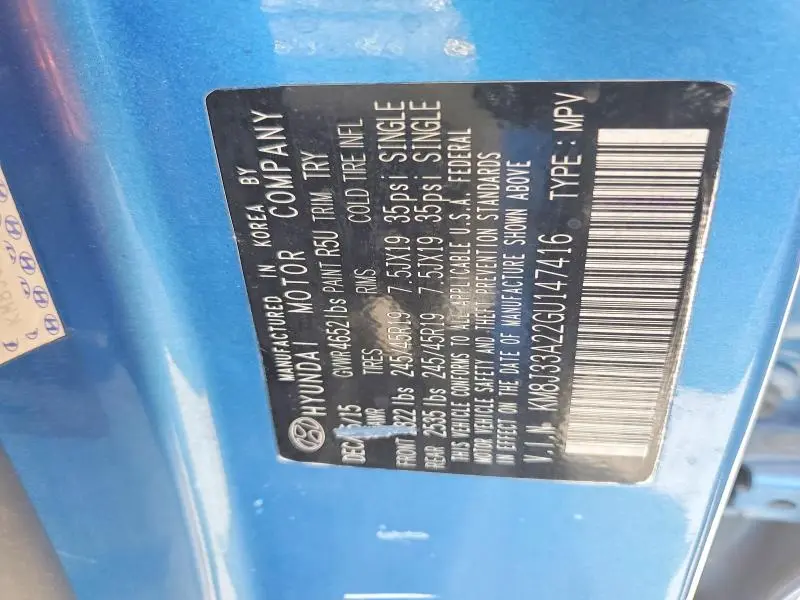 MANUFACTURED IN KOREA BY
HYUNDAI MOTOR COMPANY
GVWR4652 lbs PAINT R5U TRIM TRY
TIRES RIMS COLD TIRE INFL
245/45R19 7.5JX19 35psi SINGLE
REAR 2535 lbs 245/45R19 7.5JX19 35psi SINGLE
FRONT lbs
THIS VEHICLE CONFORMS TO ALL APPLICABLE U.S.A. FEDERAL
MOTOR VEHICLE SAFETY AND THEFT PREVENTION STANDARDS
IN EFFECT ON THE DATE OF MANUFACTURE SHOWN ABOVE
V.I.N. KM8J33A22GU147416 TYPE: MPV